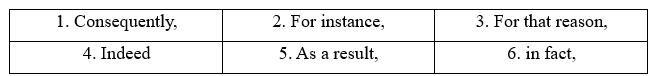 1. Consequently, 2. For instance, 3. For that reason,
4. Indeed 5. As a result, 6. in fact,